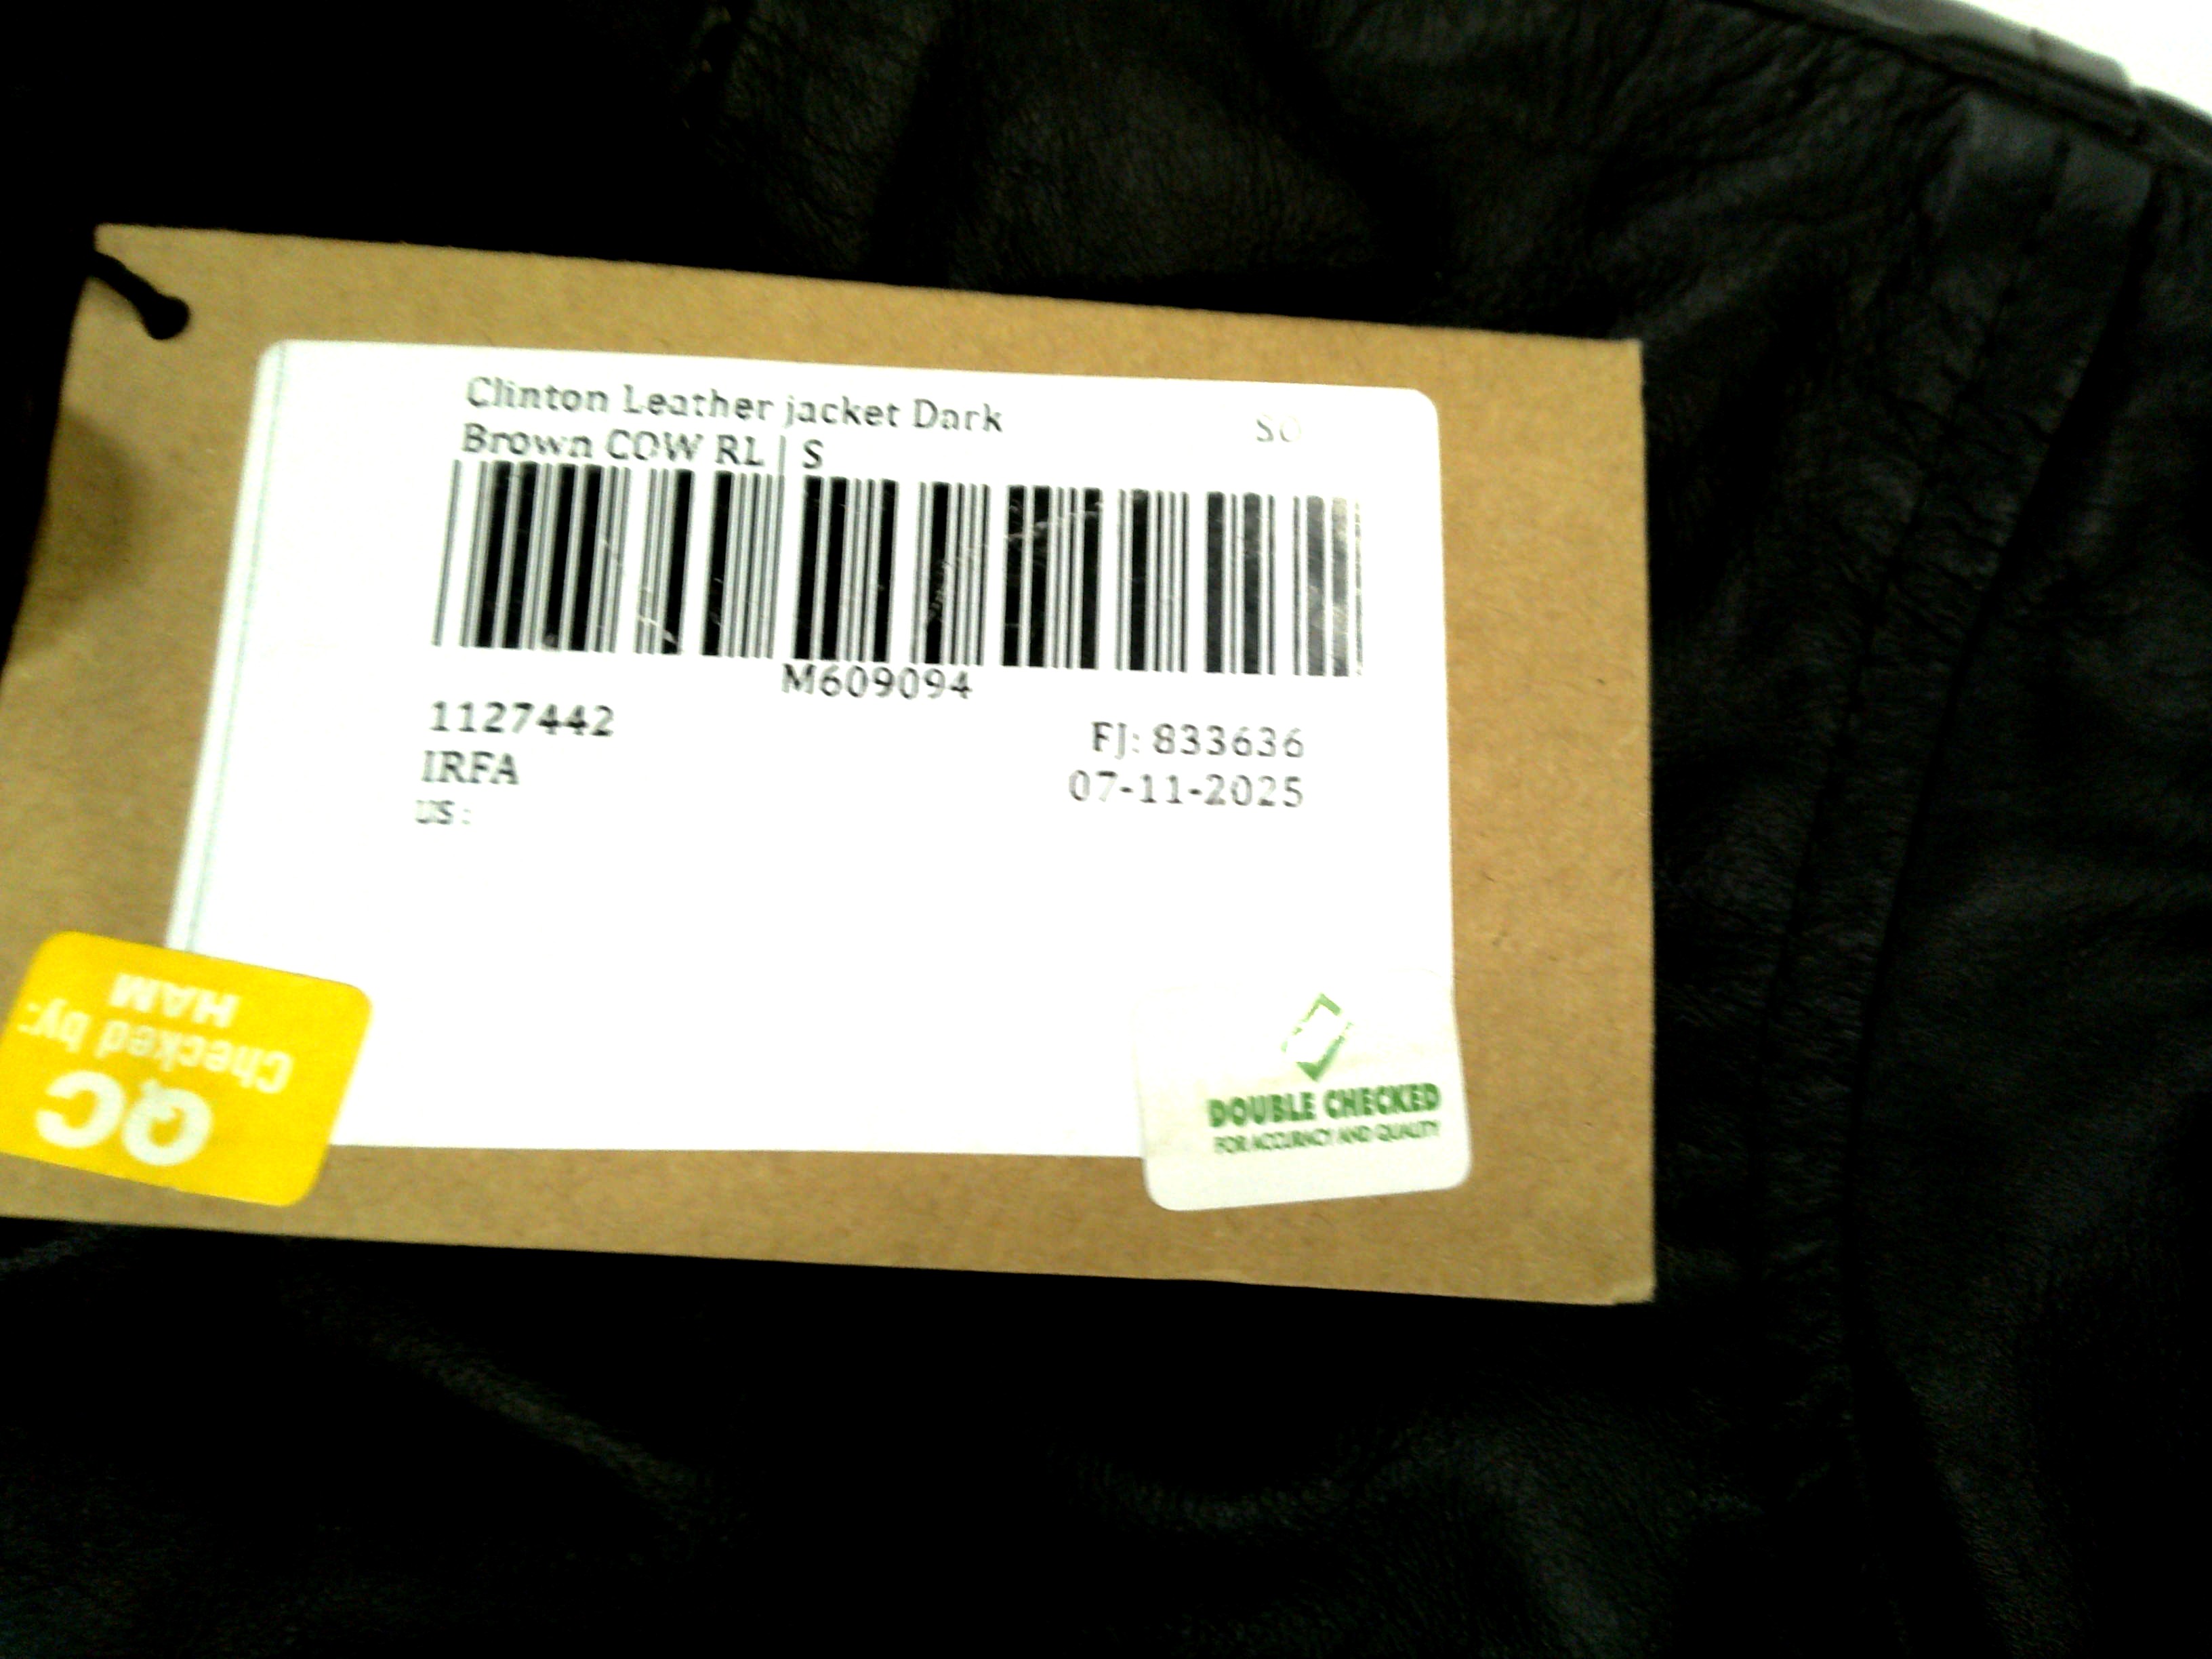 Clinton Leather jacket Dark
Brown COW RL | S
SO
M609094
1127442
FJ: 833636
IRFA
07-11-2025
US:
QC
Checked by:
HAM
DOUBLE CHECKED
FOR ACCURACY AND QUALITY